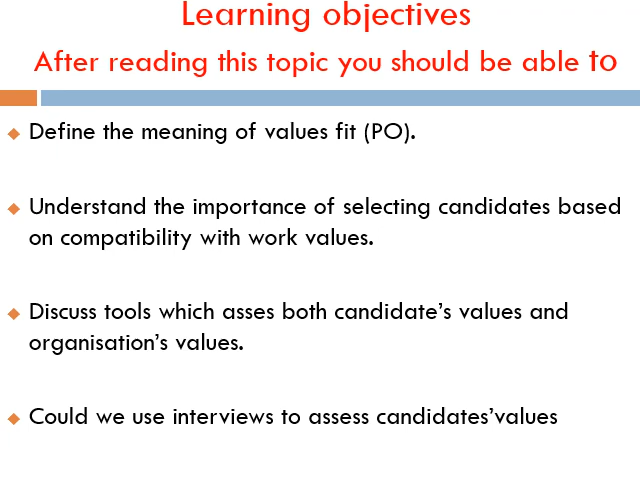 Learning objectives
After reading this topic you should be able to
Define the meaning of values fit (PO).
Understand the importance of selecting candidates based
on compatibility with work values.
Discuss tools which asses both candidate's values and
organisation's values.
Could we use interviews to assess candidates'values